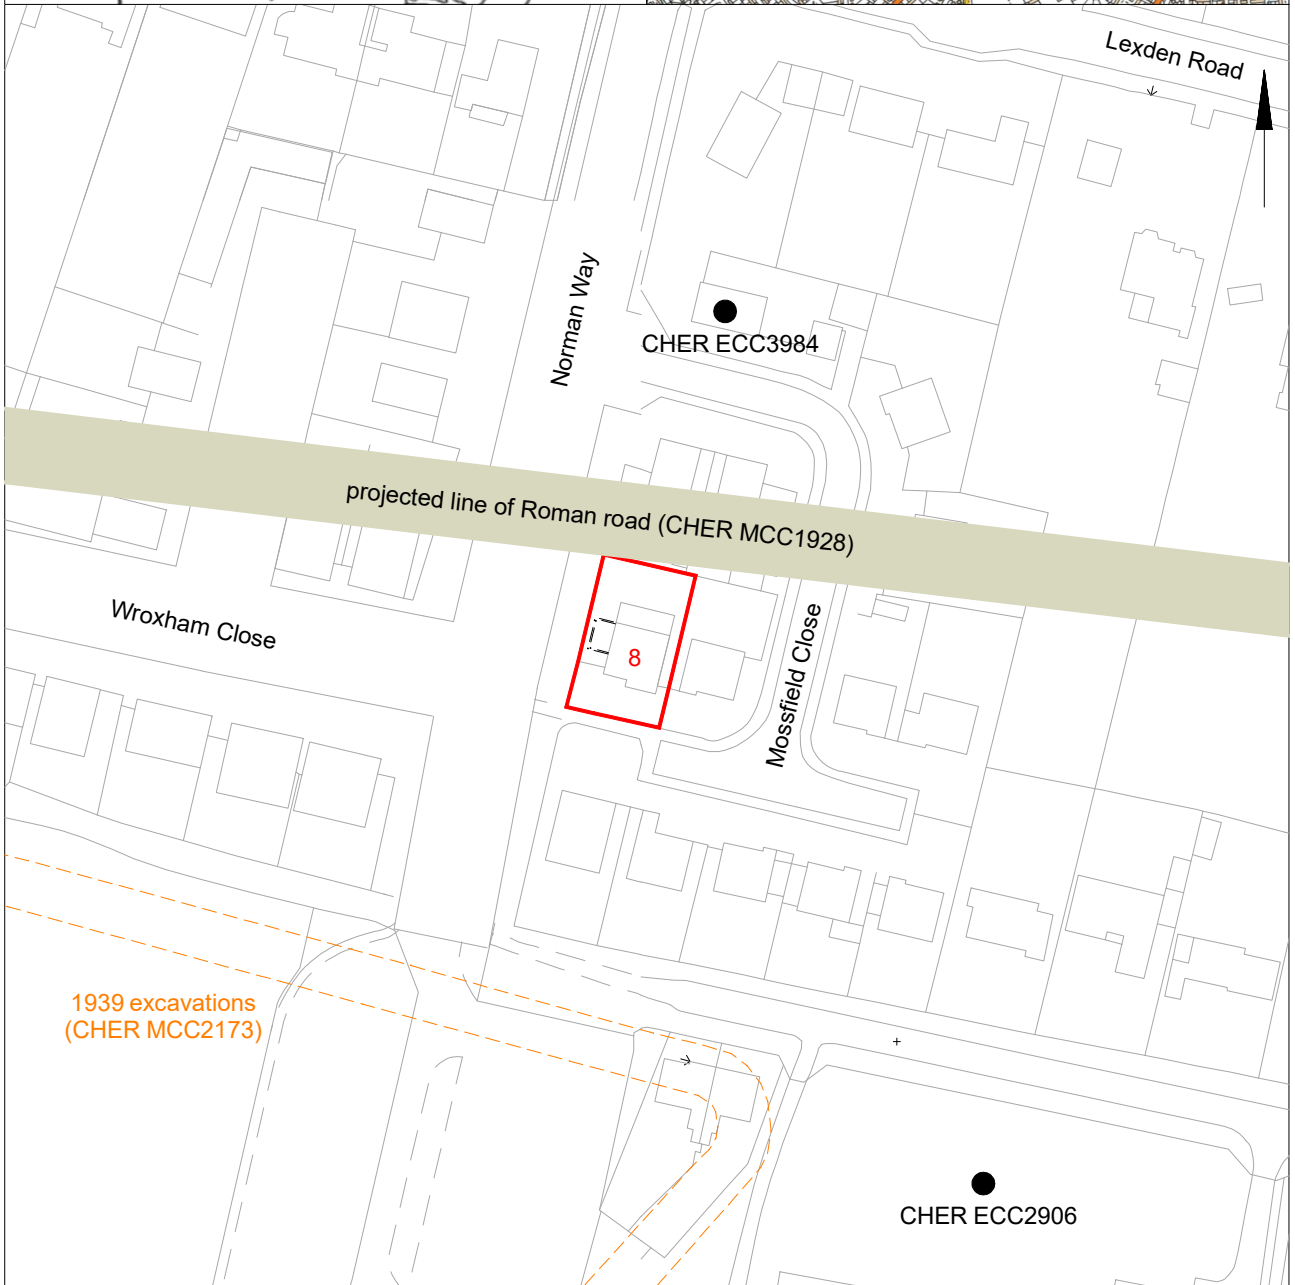 Lexden Road
Norman Way
CHER ECC3984
projected line of Roman road (CHER MCC1928)
Wroxham Close
8
Mossfield Close
1939 excavations
(CHER MCC2173)
CHER ECC2906